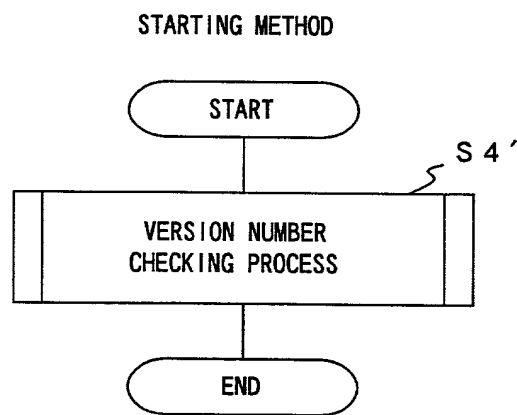 STARTING METHOD
START
S 4 ′
VERSION NUMBER
CHECKING PROCESS
END